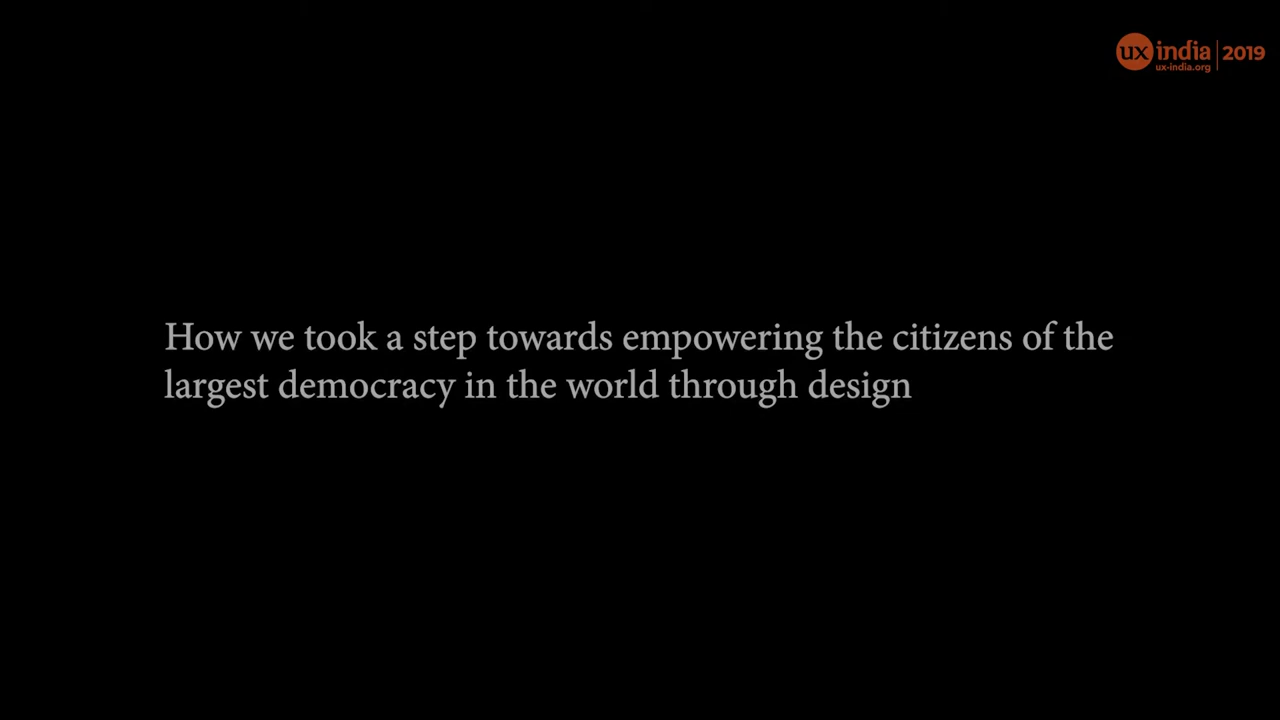 ux india | 2019
ux-india.org
How we took a step towards empowering the citizens of the
largest democracy in the world through design